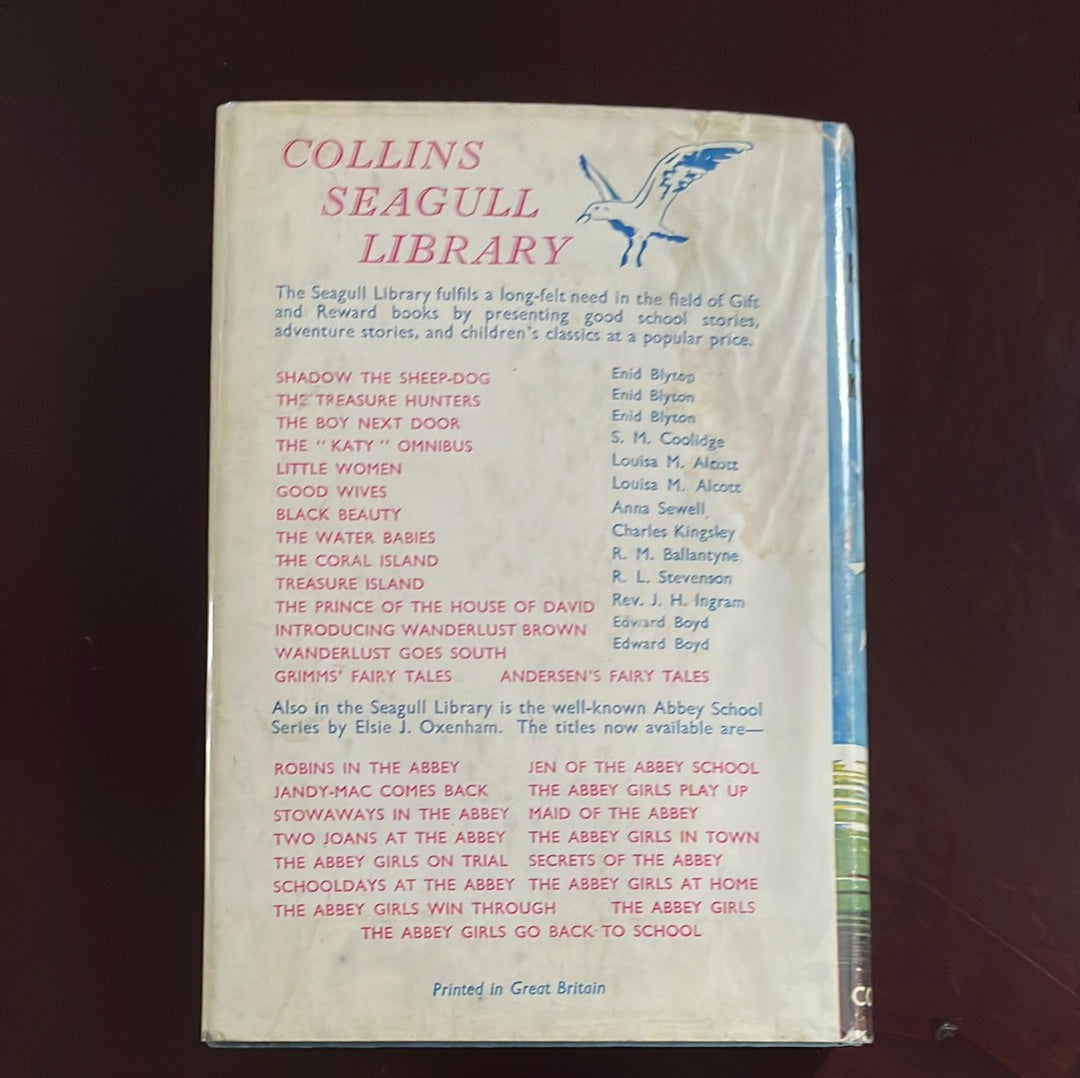 COLLINS
SEAGULL
LIBRARY
The Seagull Library fulfils a long-felt need in the field of Gift
and Reward books by presenting good school stories,
adventure stories, and children's classics at a popular price.
SHADOW THE SHEEP-DOG Enid Blyton
THE TREASURE HUNTERS Enid Blyton
THE BOY NEXT DOOR Enid Blyton
THE "KATY" OMNIBUS S. M. Coolidge
LITTLE WOMEN Louisa M. Alcott
GOOD WIVES Louisa M. Alcott
BLACK BEAUTY Anna Sewell
THE WATER BABIES Charles Kingsley
THE CORAL ISLAND R. M. Ballantyne
TREASURE ISLAND R. L. Stevenson
THE PRINCE OF THE HOUSE OF DAVID Rev. J. H. Ingram
INTRODUCING WANDERLUST BROWN Edward Boyd
WANDERLUST GOES SOUTH Edward Boyd
GRIMMS' FAIRY TALES ANDERSEN'S FAIRY TALES
Also in the Seagull Library is the well-known Abbey School
Series by Elsie J. Oxenham. The titles now available are—
ROBINS IN THE ABBEY JEN OF THE ABBEY SCHOOL
JANDY-MAC COMES BACK THE ABBEY GIRLS PLAY UP
STOWAWAYS IN THE ABBEY MAID OF THE ABBEY
TWO JOANS AT THE ABBEY THE ABBEY GIRLS IN TOWN
THE ABBEY GIRLS ON TRIAL SECRETS OF THE ABBEY
SCHOOLDAYS AT THE ABBEY THE ABBEY GIRLS AT HOME
THE ABBEY GIRLS WIN THROUGH THE ABBEY GIRLS
THE ABBEY GIRLS GO BACK TO SCHOOL
Printed in Great Britain